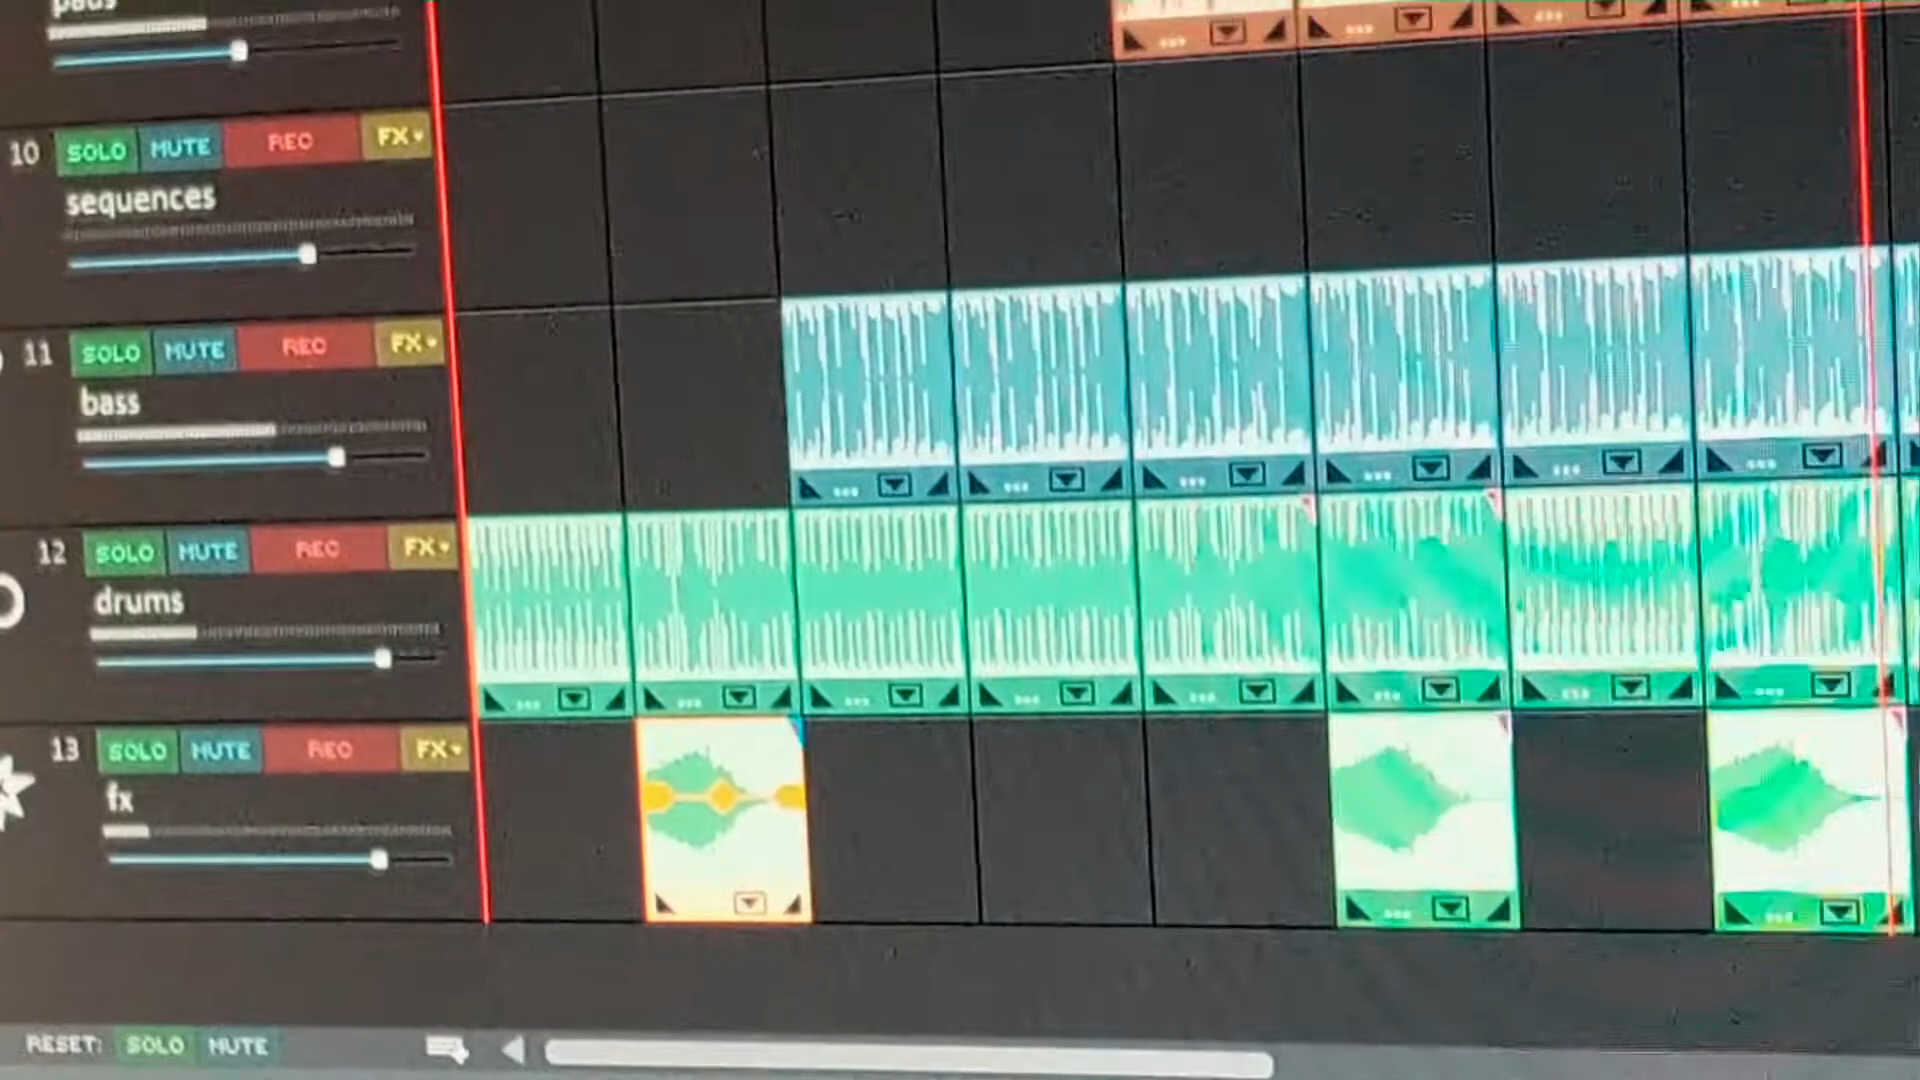 pads
10 SOLO MUTE REC FX
sequences
11 SOLO MUTE REC FX
bass
12 SOLO MUTE REC FX
drums
13 SOLO MUTE REC FX
fx
RESET: SOLO MUTE